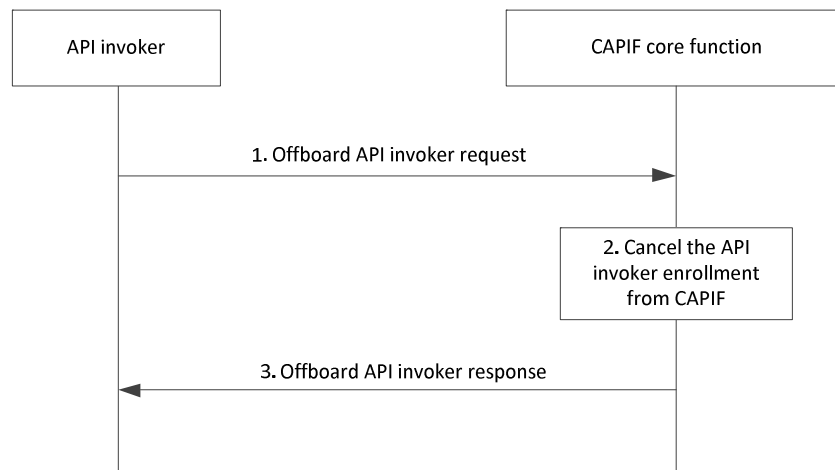 API invoker
CAPIF core function
1. Offboard API invoker request
2. Cancel the API
invoker enrollment
from CAPIF
3. Offboard API invoker response